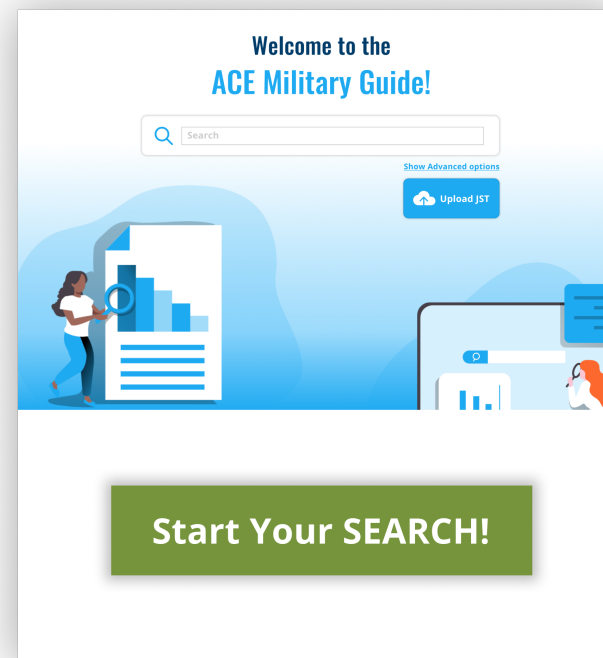 Welcome to the
ACE Military Guide!
Search
Show Advanced options
Upload JST
Start Your SEARCH!